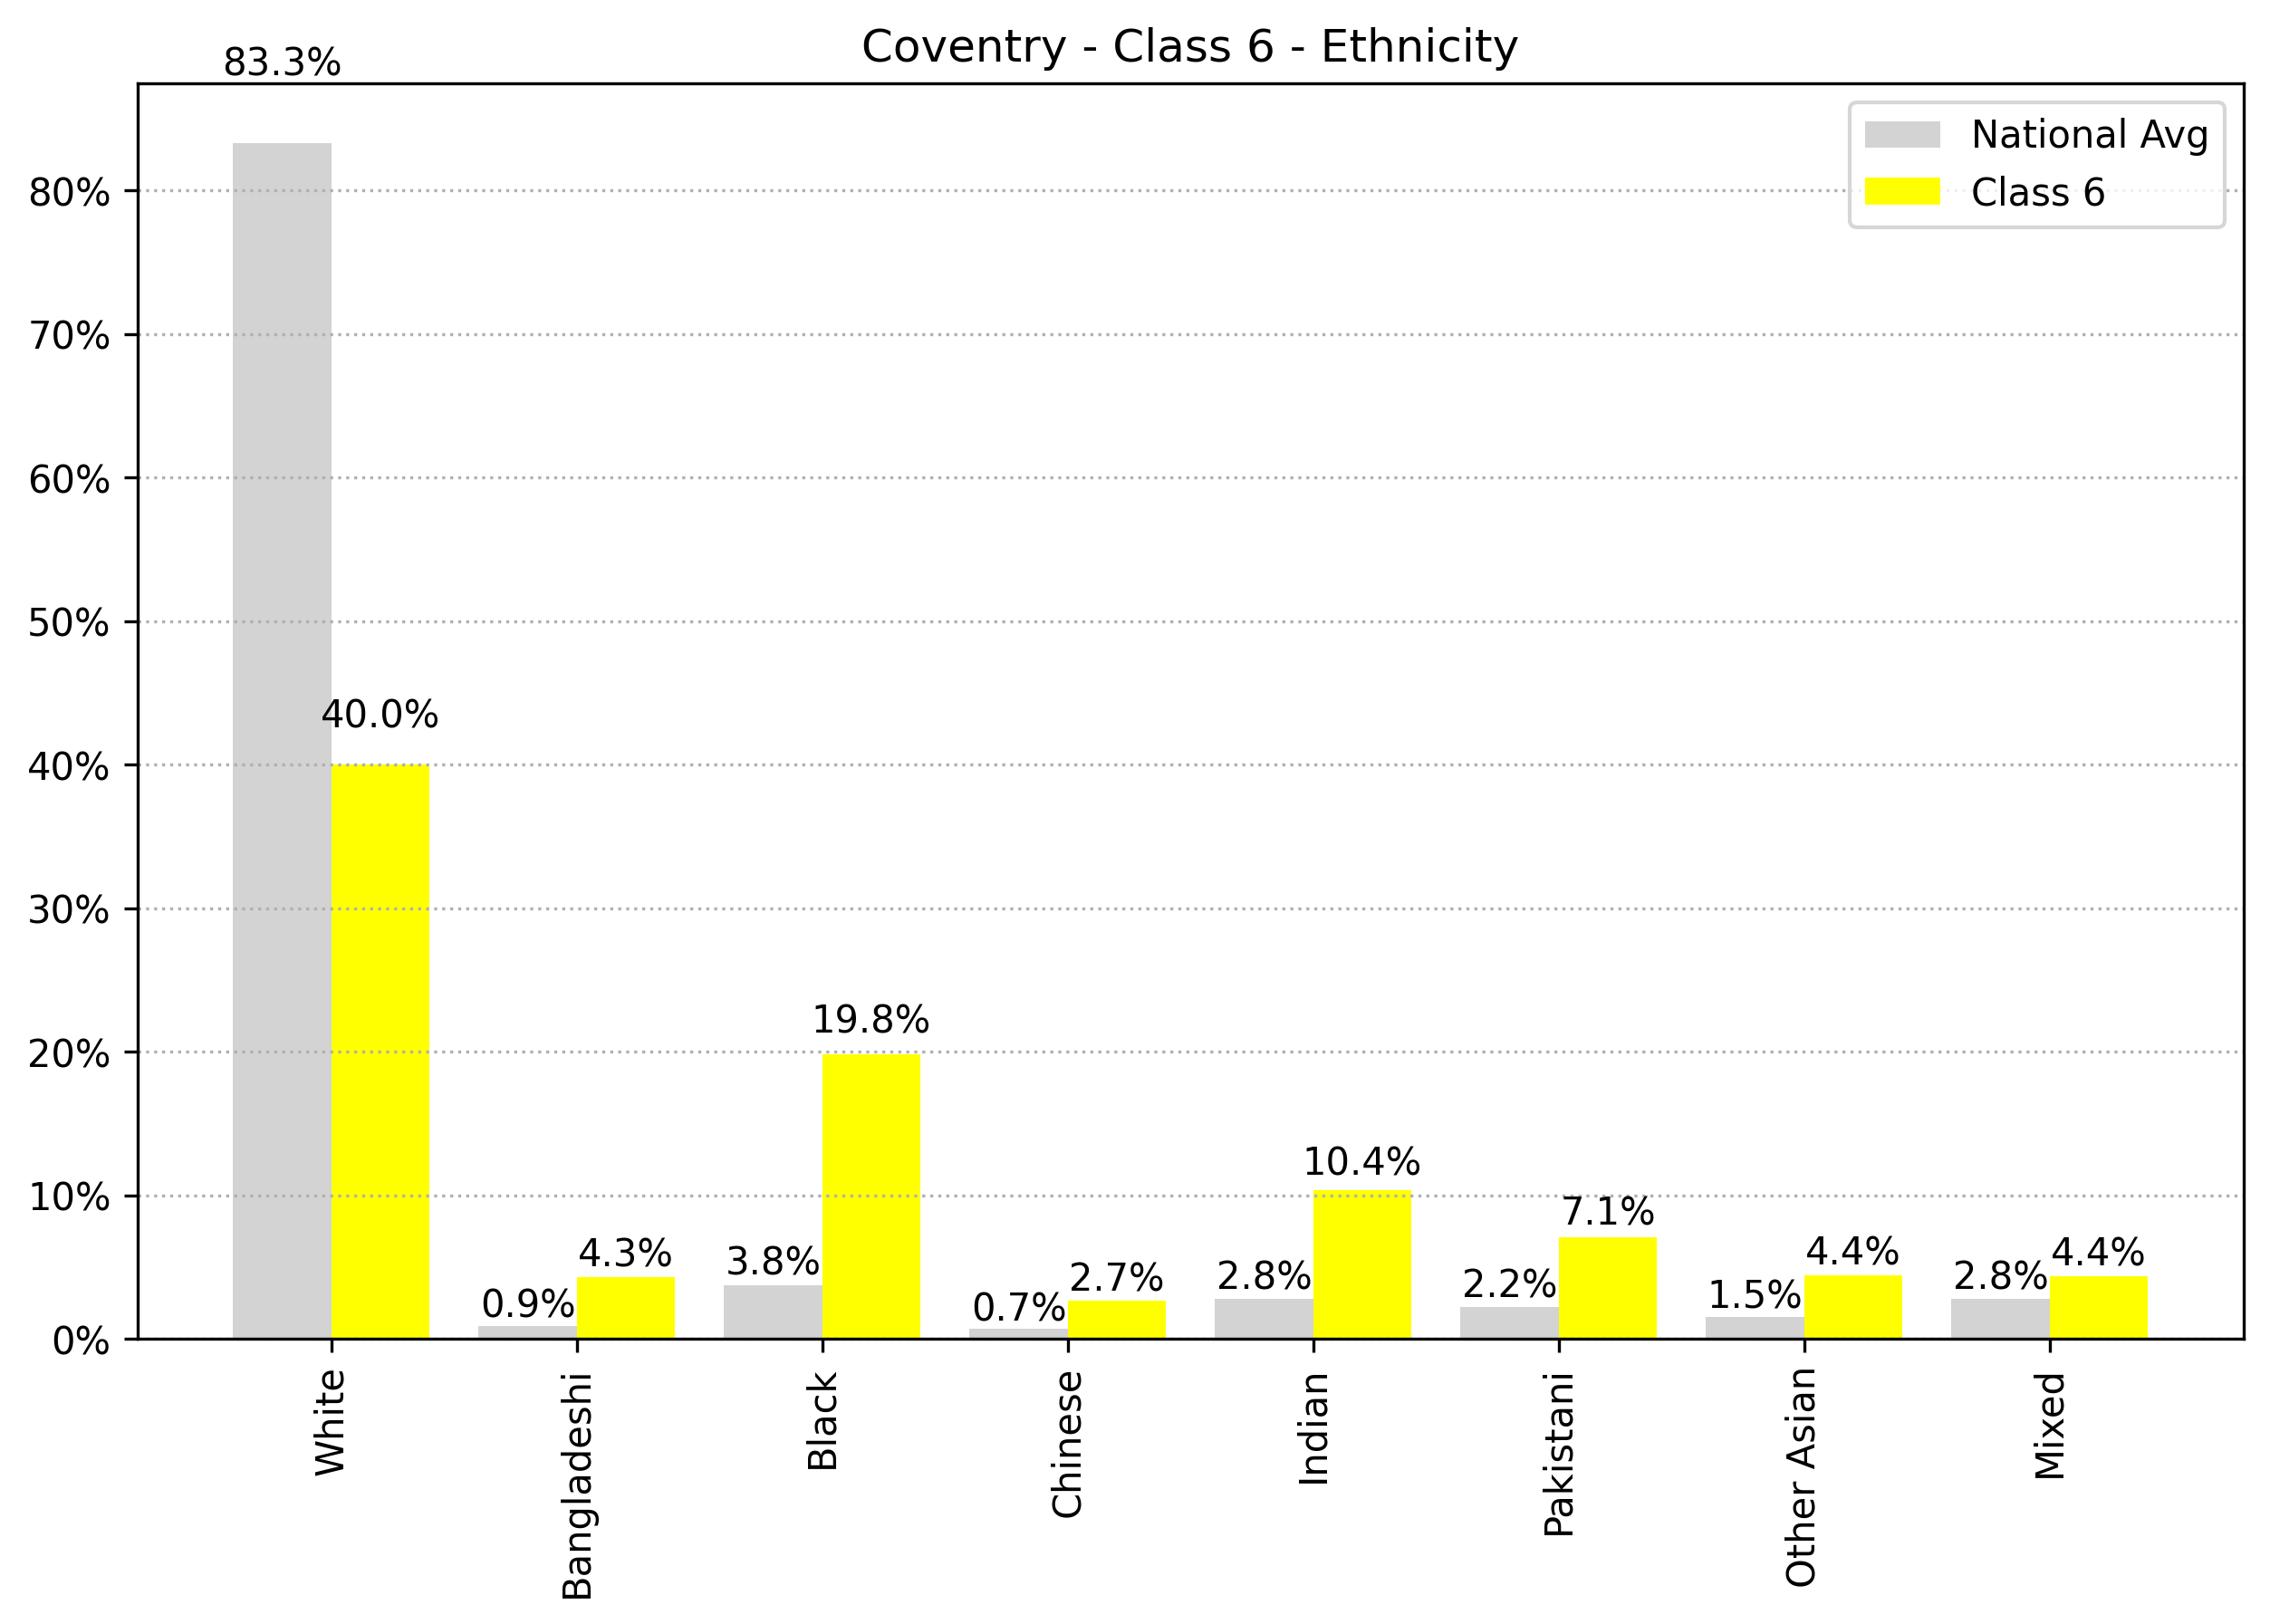 Coventry - Class 6 - Ethnicity
83.3%
National Avg
Class 6
80%
70%
60%
50%
40%
30%
20%
10%
0%
40.0%
0.9%
4.3%
3.8%
19.8%
0.7%
2.7%
2.8%
10.4%
2.2%
7.1%
1.5%
4.4%
2.8%
4.4%
White
Bangladeshi
Black
Chinese
Indian
Pakistani
Other Asian
Mixed